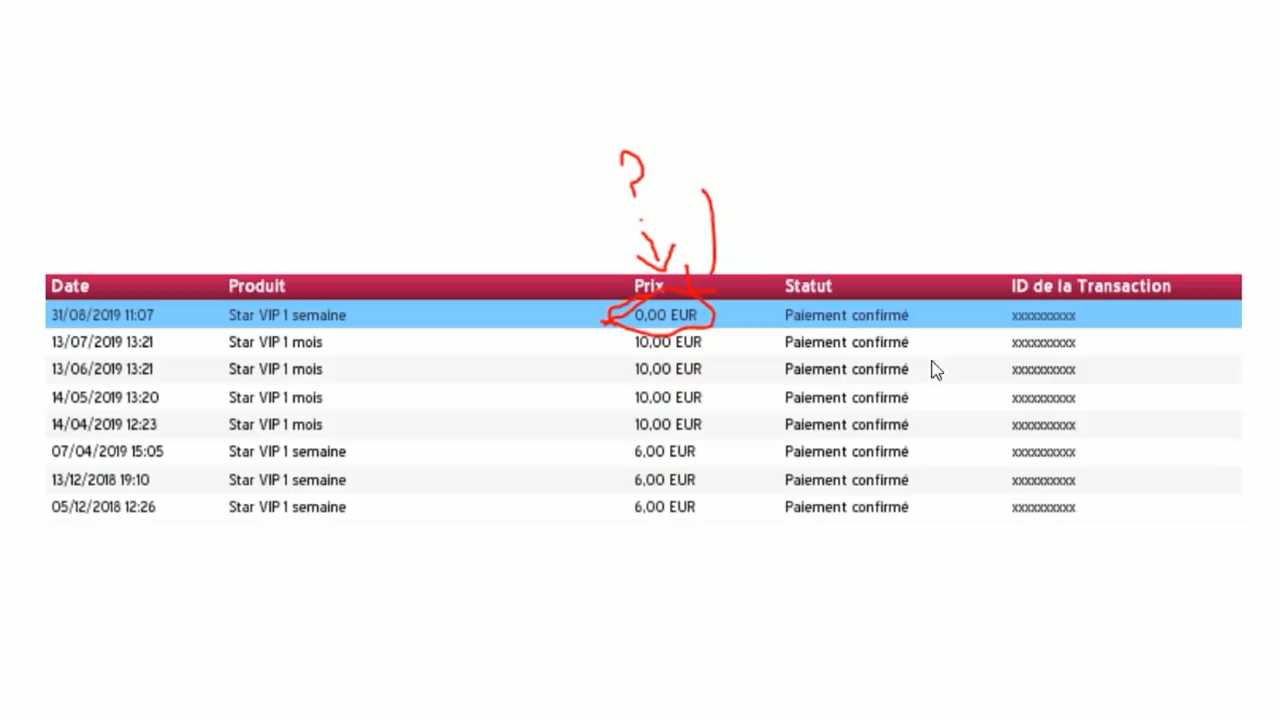 ?
Date Produit Prix Statut ID de la Transaction
31/08/2019 11:07 Star VIP 1 semaine 0,00 EUR Paiement confirmé xxxxxxxxxx
13/07/2019 13:21 Star VIP 1 mois 10,00 EUR Paiement confirmé xxxxxxxxxx
13/06/2019 13:21 Star VIP 1 mois 10,00 EUR Paiement confirmé xxxxxxxxxx
14/05/2019 13:20 Star VIP 1 mois 10,00 EUR Paiement confirmé xxxxxxxxxx
14/04/2019 12:23 Star VIP 1 mois 10,00 EUR Paiement confirmé xxxxxxxxxx
07/04/2019 15:05 Star VIP 1 semaine 6,00 EUR Paiement confirmé xxxxxxxxxx
13/12/2018 19:10 Star VIP 1 semaine 6,00 EUR Paiement confirmé xxxxxxxxxx
05/12/2018 12:26 Star VIP 1 semaine 6,00 EUR Paiement confirmé xxxxxxxxxx